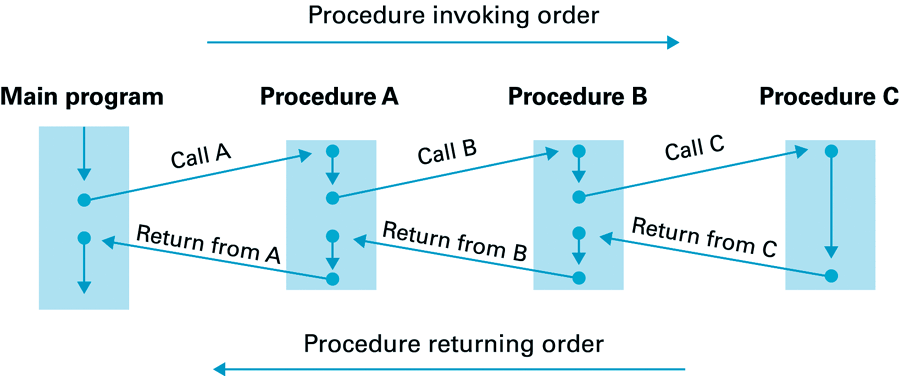 Procedure invoking order
Main program
Procedure A
Procedure B
Procedure C
Call A
Call B
Call C
Return from A
Return from B
Return from C
Procedure returning order